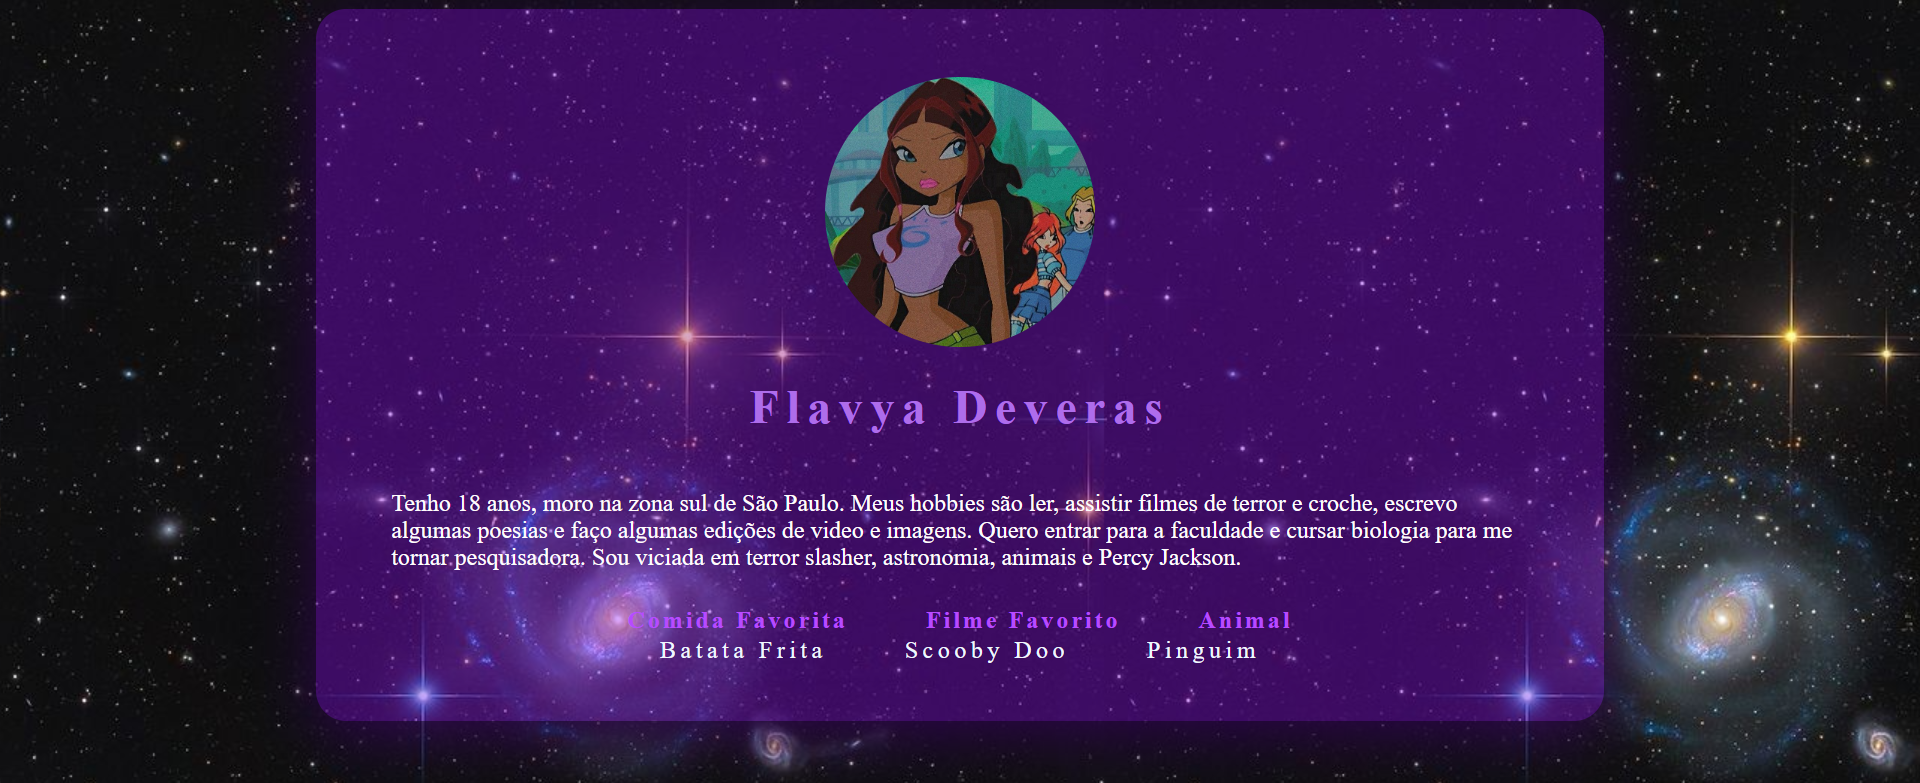 Flavya Deveras
Tenho 18 anos, moro na zona sul de São Paulo. Meus hobbies são ler, assistir filmes de terror e croche, escrevo
algumas poesias e faço algumas edições de video e imagens. Quero entrar para a faculdade e cursar biologia para me
tornar pesquisadora. Sou viciada em terror slasher, astronomia, animais e Percy Jackson.
Comida Favorita Filme Favorito Animal
Batata Frita Scooby Doo Pinguim